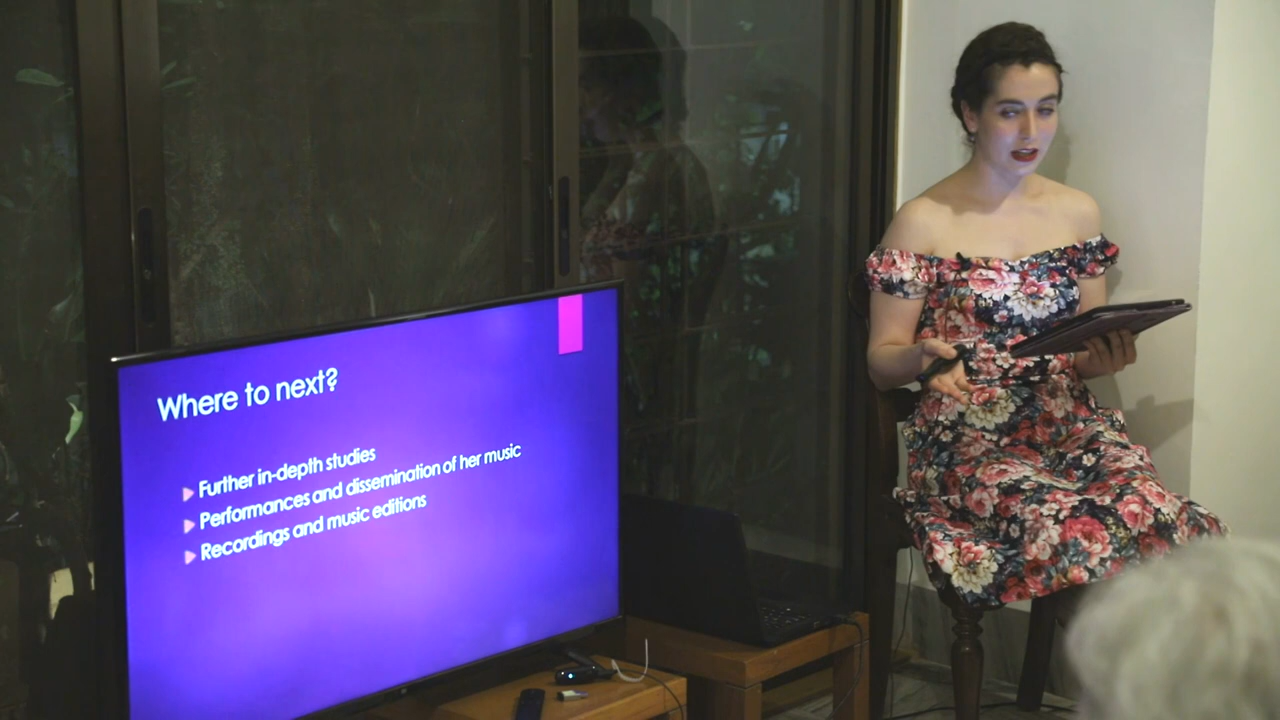 Where to next?
Further in-depth studies
Performances and dissemination of her music
Recordings and music editions